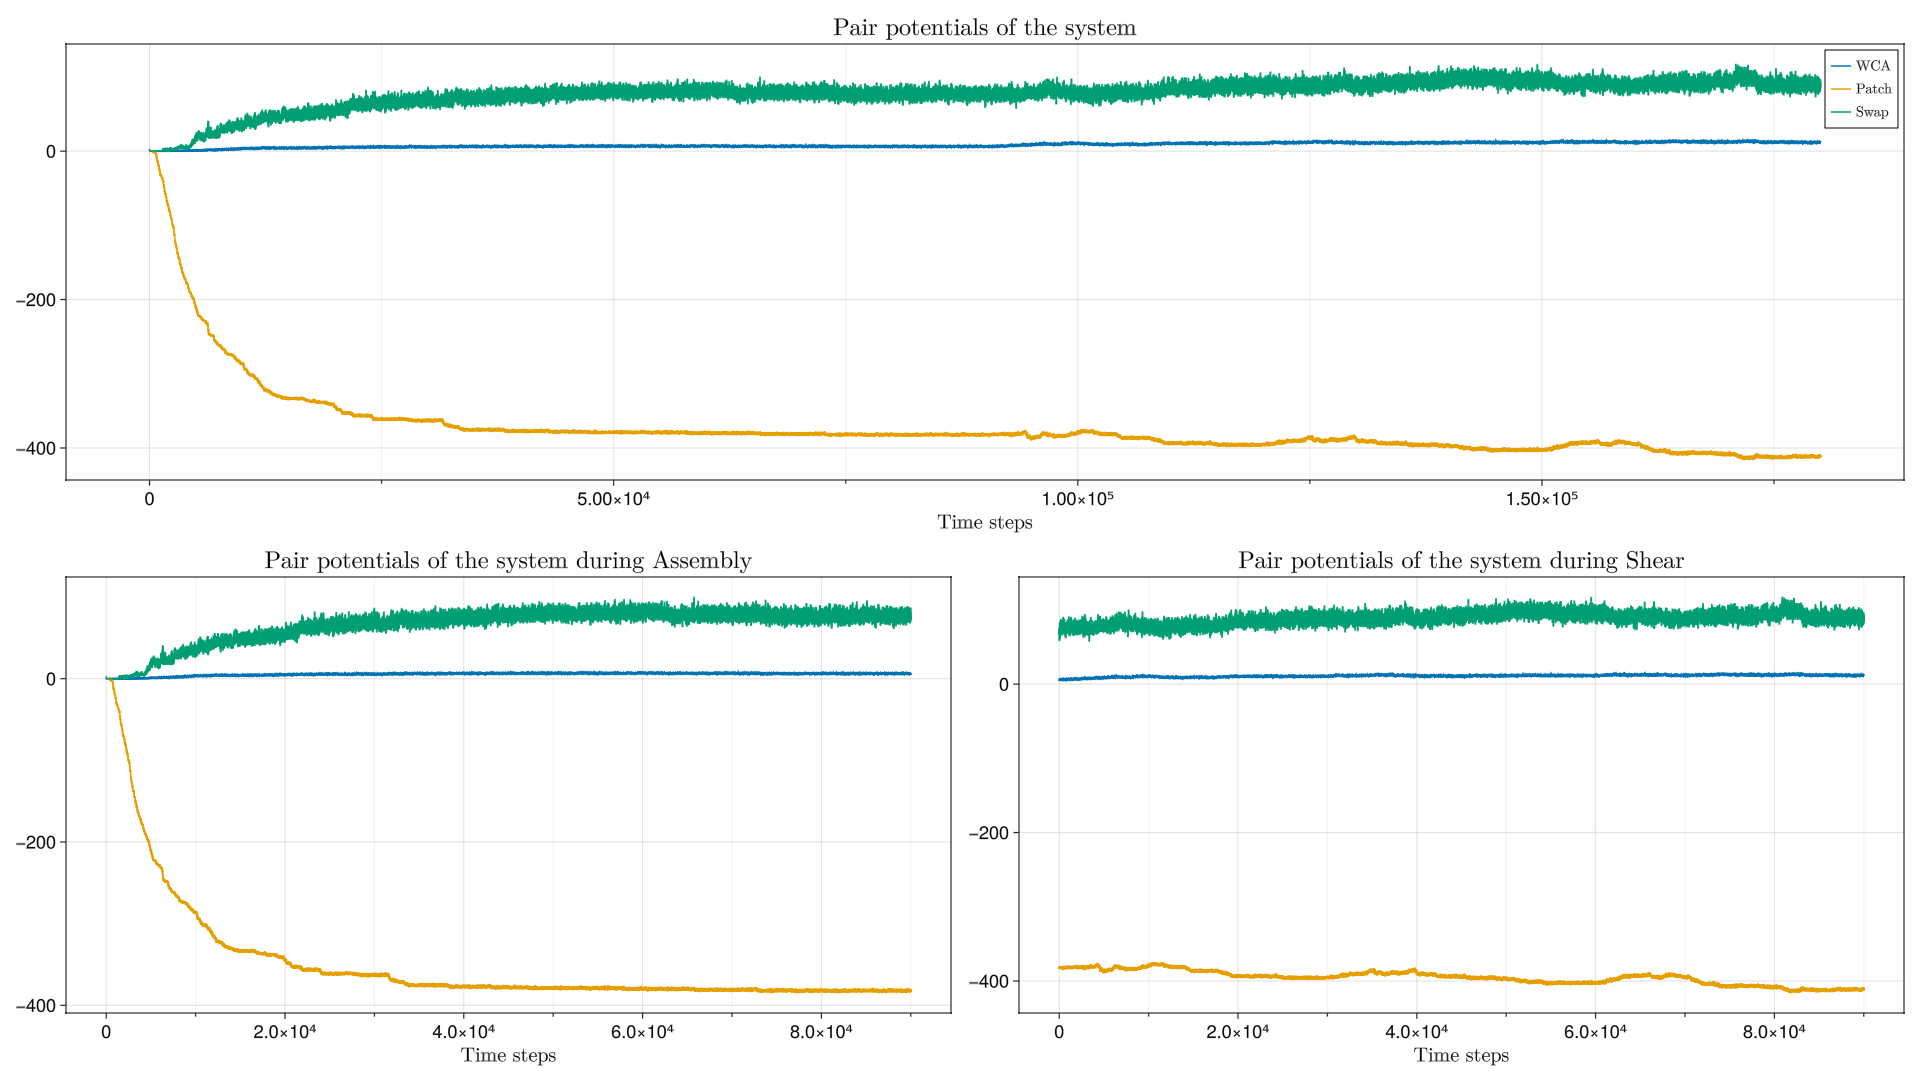 Pair potentials of the system
WCA
Patch
Swap
0
−200
−400
0
5.00×10⁴
1.00×10⁵
1.50×10⁵
Time steps
Pair potentials of the system during Assembly
0
−200
−400
0
2.0×10⁴
4.0×10⁴
6.0×10⁴
8.0×10⁴
Time steps
Pair potentials of the system during Shear
0
−200
−400
0
2.0×10⁴
4.0×10⁴
6.0×10⁴
8.0×10⁴
Time steps